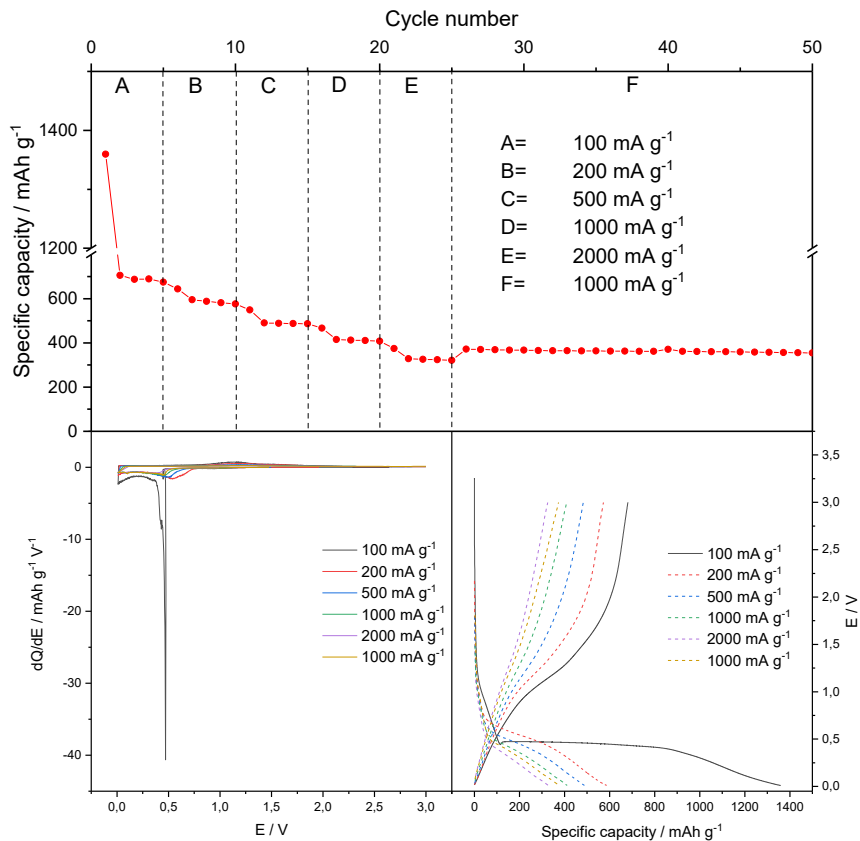 Cycle number
0 10 20 30 40 50
A B C D E F
Specific capacity / mAh g⁻¹
1400
1200
600
400
200
0
A= 100 mA g⁻¹
B= 200 mA g⁻¹
C= 500 mA g⁻¹
D= 1000 mA g⁻¹
E= 2000 mA g⁻¹
F= 1000 mA g⁻¹
dQ/dE / mAh g⁻¹ V⁻¹
0
-10
-20
-30
-40
100 mA g⁻¹
200 mA g⁻¹
500 mA g⁻¹
1000 mA g⁻¹
2000 mA g⁻¹
1000 mA g⁻¹
0,0 0,5 1,0 1,5 2,0 2,5 3,0
E / V
100 mA g⁻¹
200 mA g⁻¹
500 mA g⁻¹
1000 mA g⁻¹
2000 mA g⁻¹
1000 mA g⁻¹
3,5
3,0
2,5
2,0
1,5
1,0
0,5
0,0
E / V
0 200 400 600 800 1000 1200 1400
Specific capacity / mAh g⁻¹